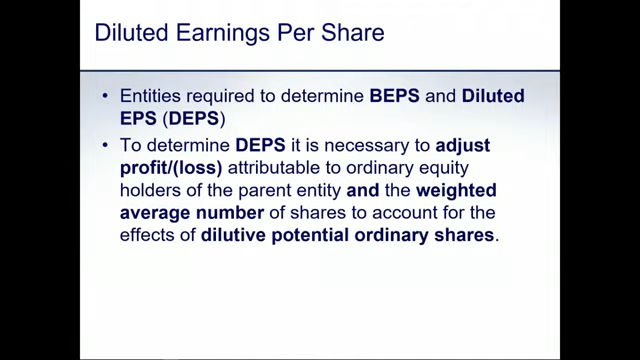 Diluted Earnings Per Share
• Entities required to determine BEPS and Diluted
EPS (DEPS)
• To determine DEPS it is necessary to adjust
profit/(loss) attributable to ordinary equity
holders of the parent entity and the weighted
average number of shares to account for the
effects of dilutive potential ordinary shares.